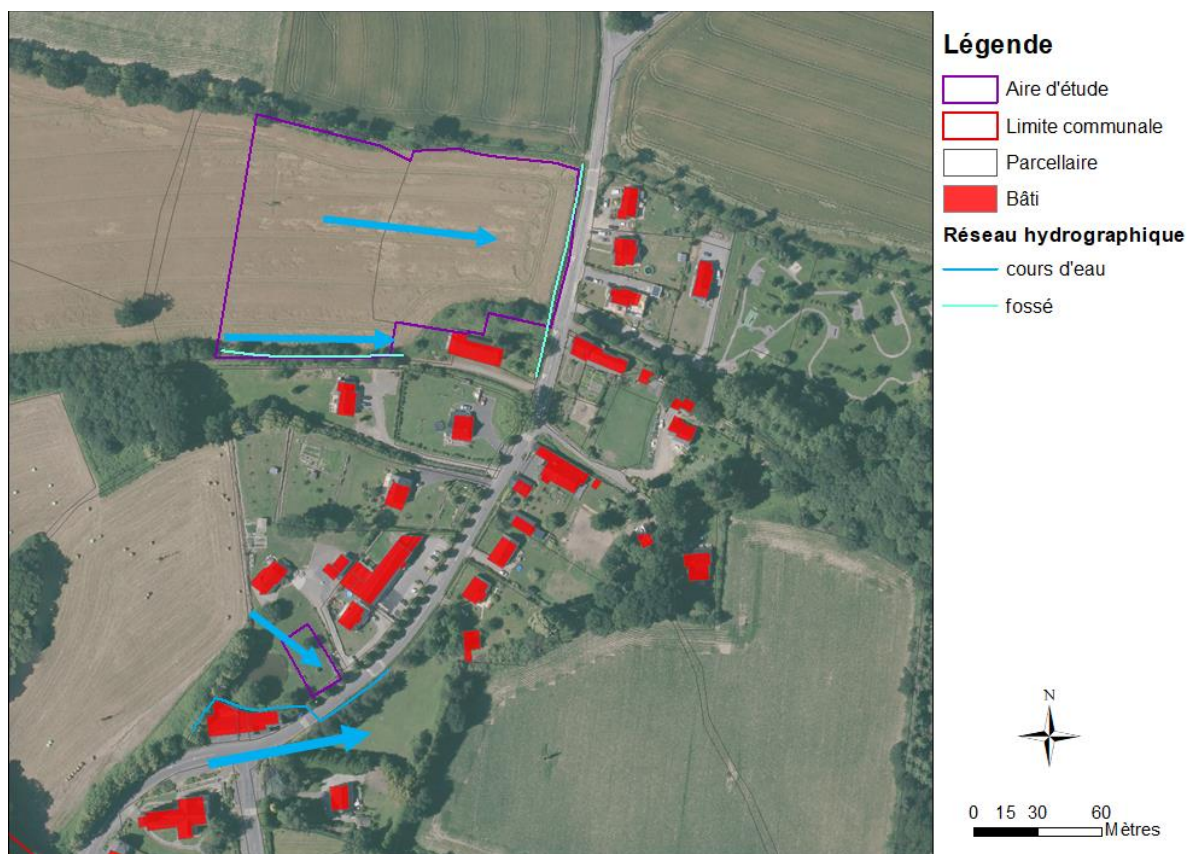 Légende
Aire d'étude
Limite communale
Parcellaire
Bâti
Réseau hydrographique
cours d'eau
fossé
N
0 15 30 60
Mètres